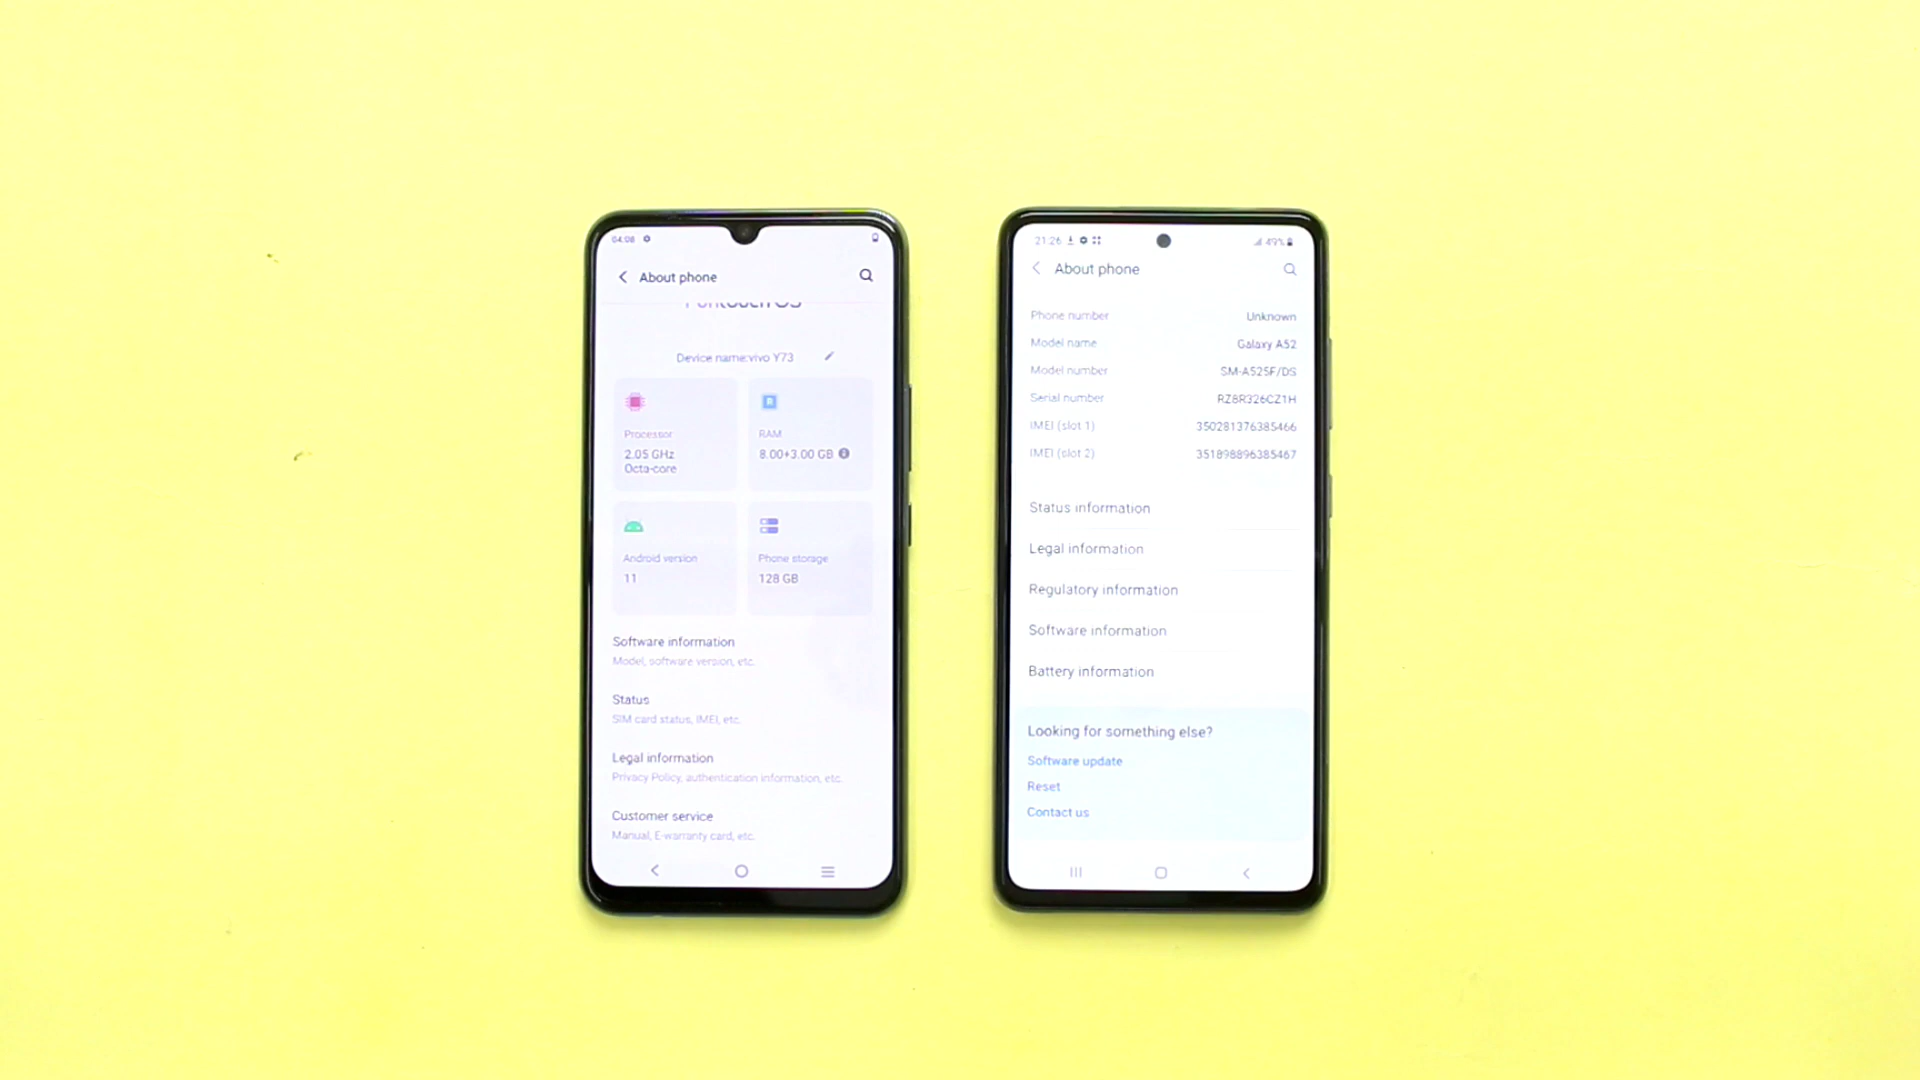 04:08
About phone
Funtouch OS
Device name:vivo Y73
Processor
2.05 GHz
Octa-core
RAM
8.00+3.00 GB
Android version
11
Phone storage
128 GB
Software information
Model, software version, etc.
Status
SIM card status, IMEI, etc.
Legal information
Privacy Policy, authentication information, etc.
Customer service
Manual, E-warranty card, etc.
21:26
49%
About phone
Phone number Unknown
Model name Galaxy A52
Model number SM-A525F/DS
Serial number RZ8R326CZ1H
IMEI (slot 1) 350281376385466
IMEI (slot 2) 351898896385467
Status information
Legal information
Regulatory information
Software information
Battery information
Looking for something else?
Software update
Reset
Contact us